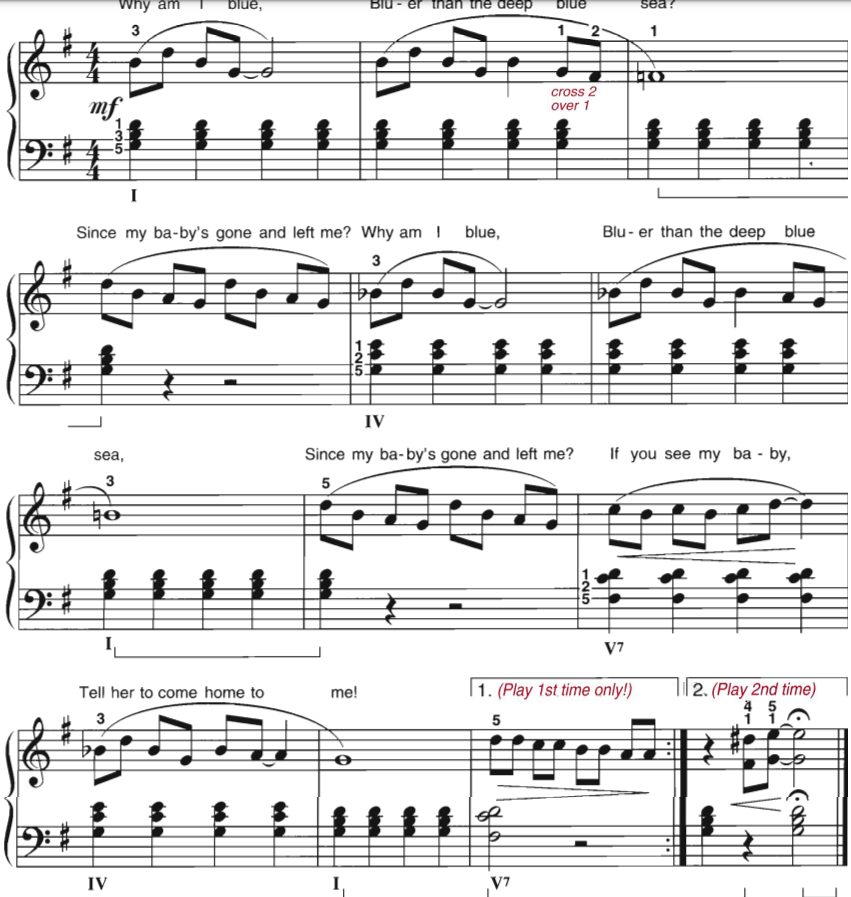 Why am I blue, Blu - er than the deep blue sea?
3 1 2 1
4 4
mf
cross 2
over 1
1
3
5
4 4
I
Since my ba-by's gone and left me? Why am I blue, Blu - er than the deep blue
3
1
2
5
IV
sea, Since my ba-by's gone and left me? If you see my ba - by,
3 5
1
2
5
I V7
Tell her to come home to me! 1. (Play 1st time only!) 2. (Play 2nd time)
3 5 4 5
1 1
IV I V7